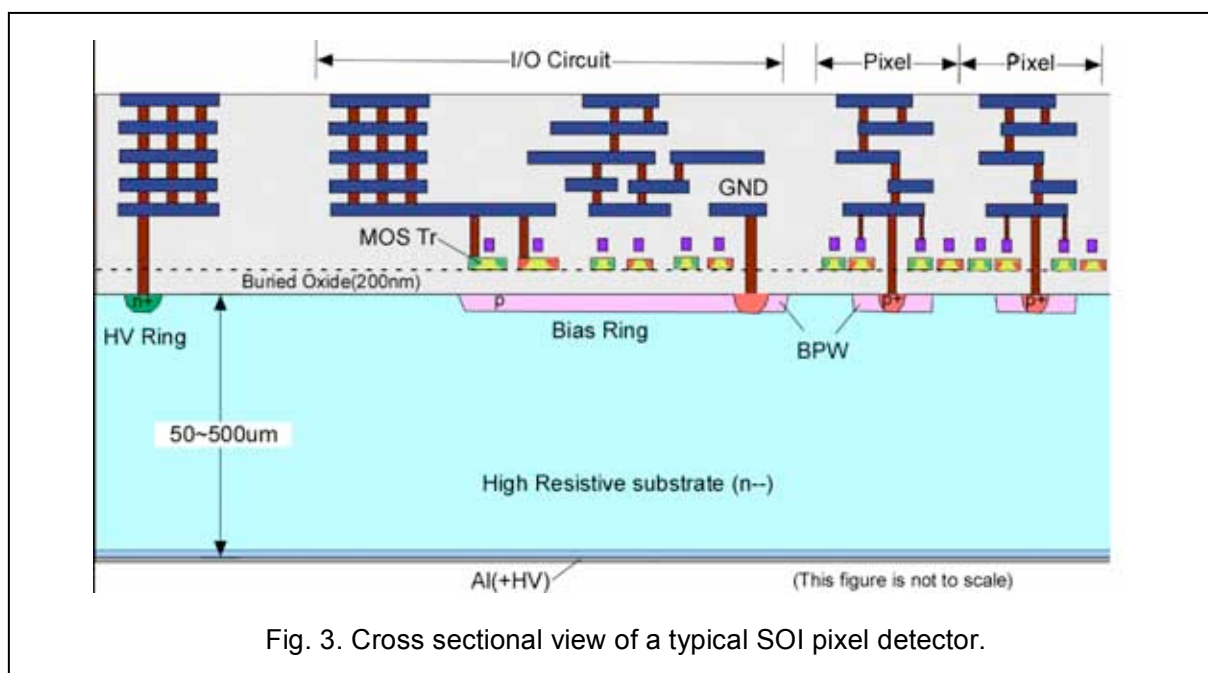 I/O Circuit
Pixel
Pixel
GND
MOS Tr
Buried Oxide(200nm)
n+
p
p+
p+
HV Ring
Bias Ring
BPW
50~500um
High Resistive substrate (n--)
Al(+HV)
(This figure is not to scale)
Fig. 3. Cross sectional view of a typical SOI pixel detector.